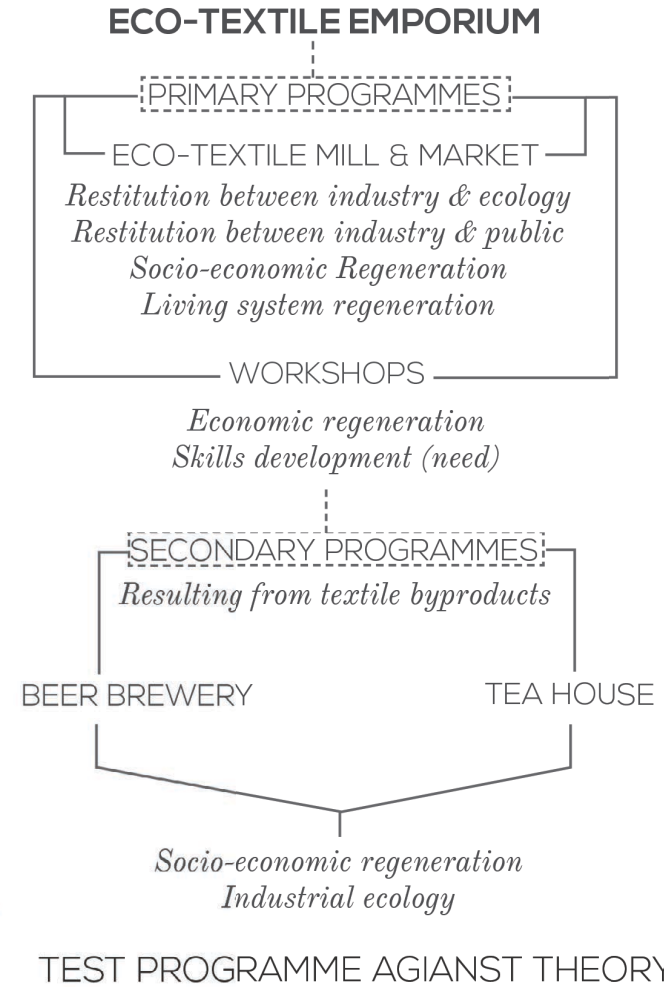 ECO-TEXTILE EMPORIUM
PRIMARY PROGRAMMES
ECO-TEXTILE MILL & MARKET
Restitution between industry & ecology
Restitution between industry & public
Socio-economic Regeneration
Living system regeneration
WORKSHOPS
Economic regeneration
Skills development (need)
SECONDARY PROGRAMMES
Resulting from textile byproducts
BEER BREWERY
TEA HOUSE
Socio-economic regeneration
Industrial ecology
TEST PROGRAMME AGIANST THEORY